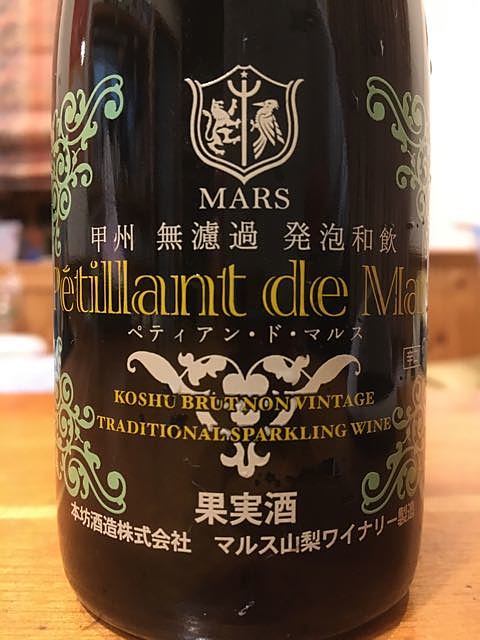 MARS
甲州 無濾過 発泡和飲
Pétillant de Ma
ペティアン・ド・マルス
KOSHU BRUT NON VINTAGE
TRADITIONAL SPARKLING WINE
果実酒
本坊酒造株式会社 マルス山梨ワイナリー製造